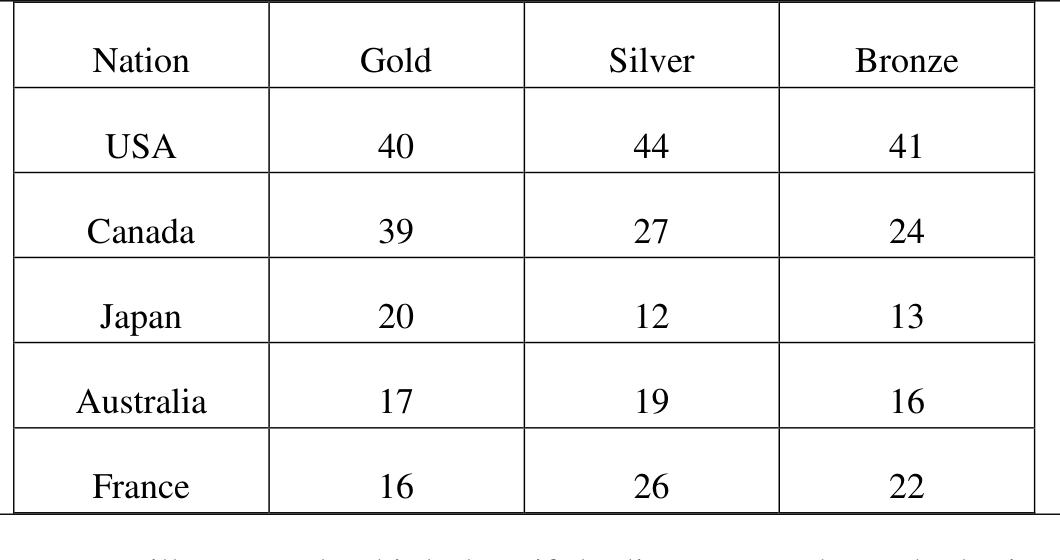 Nation Gold Silver Bronze
USA 40 44 41
Canada 39 27 24
Japan 20 12 13
Australia 17 19 16
France 16 26 22